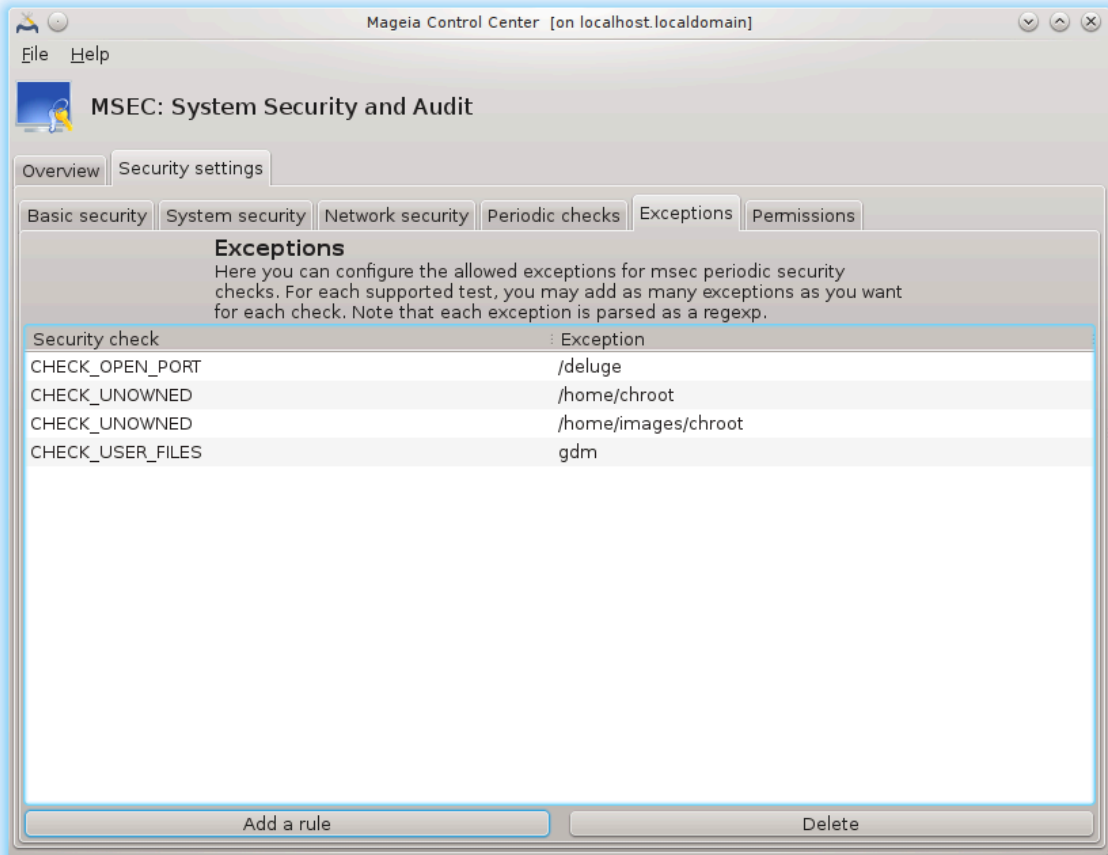 Mageia Control Center [on localhost.localdomain]
File Help
MSEC: System Security and Audit
Overview Security settings
Basic security System security Network security Periodic checks Exceptions Permissions
Exceptions
Here you can configure the allowed exceptions for msec periodic security
checks. For each supported test, you may add as many exceptions as you want
for each check. Note that each exception is parsed as a regexp.
Security check Exception
CHECK_OPEN_PORT /deluge
CHECK_UNOWNED /home/chroot
CHECK_UNOWNED /home/images/chroot
CHECK_USER_FILES gdm
Add a rule Delete